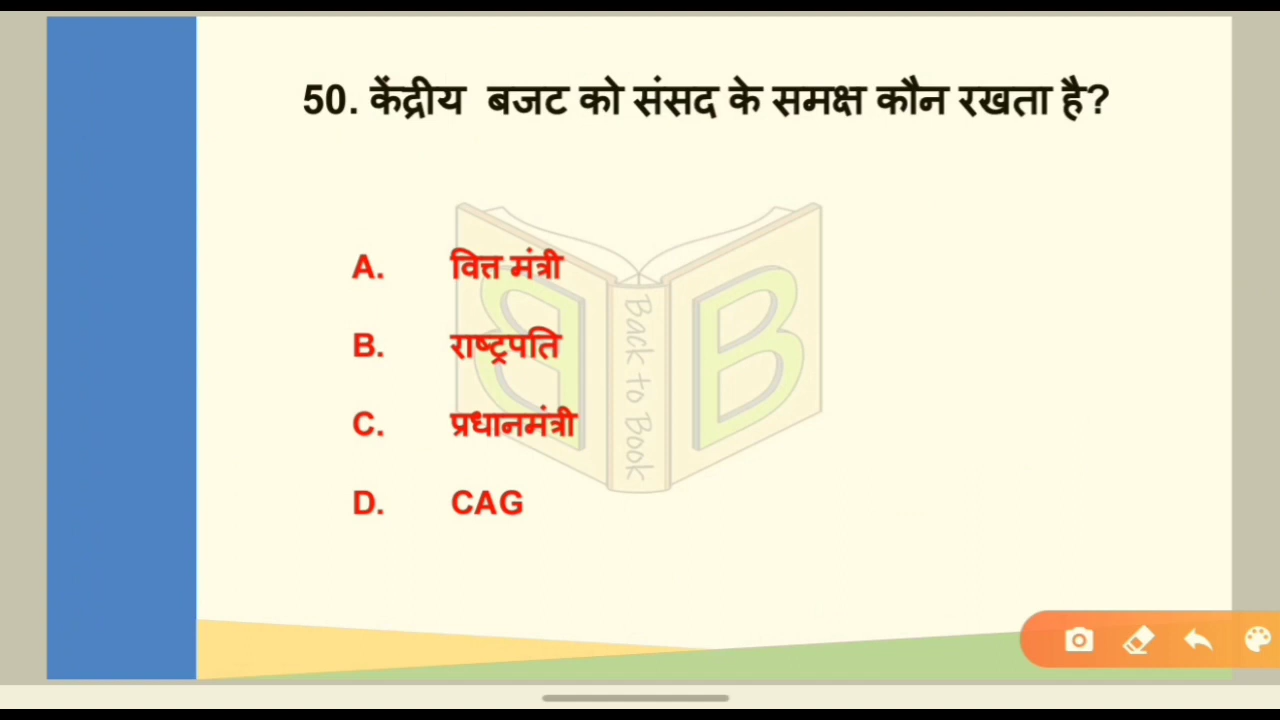 50. केंद्रीय बजट को संसद के समक्ष कौन रखता है?
A. वित्त मंत्री
B. राष्ट्रपति
C. प्रधानमंत्री
D. CAG
B B
Back to Book